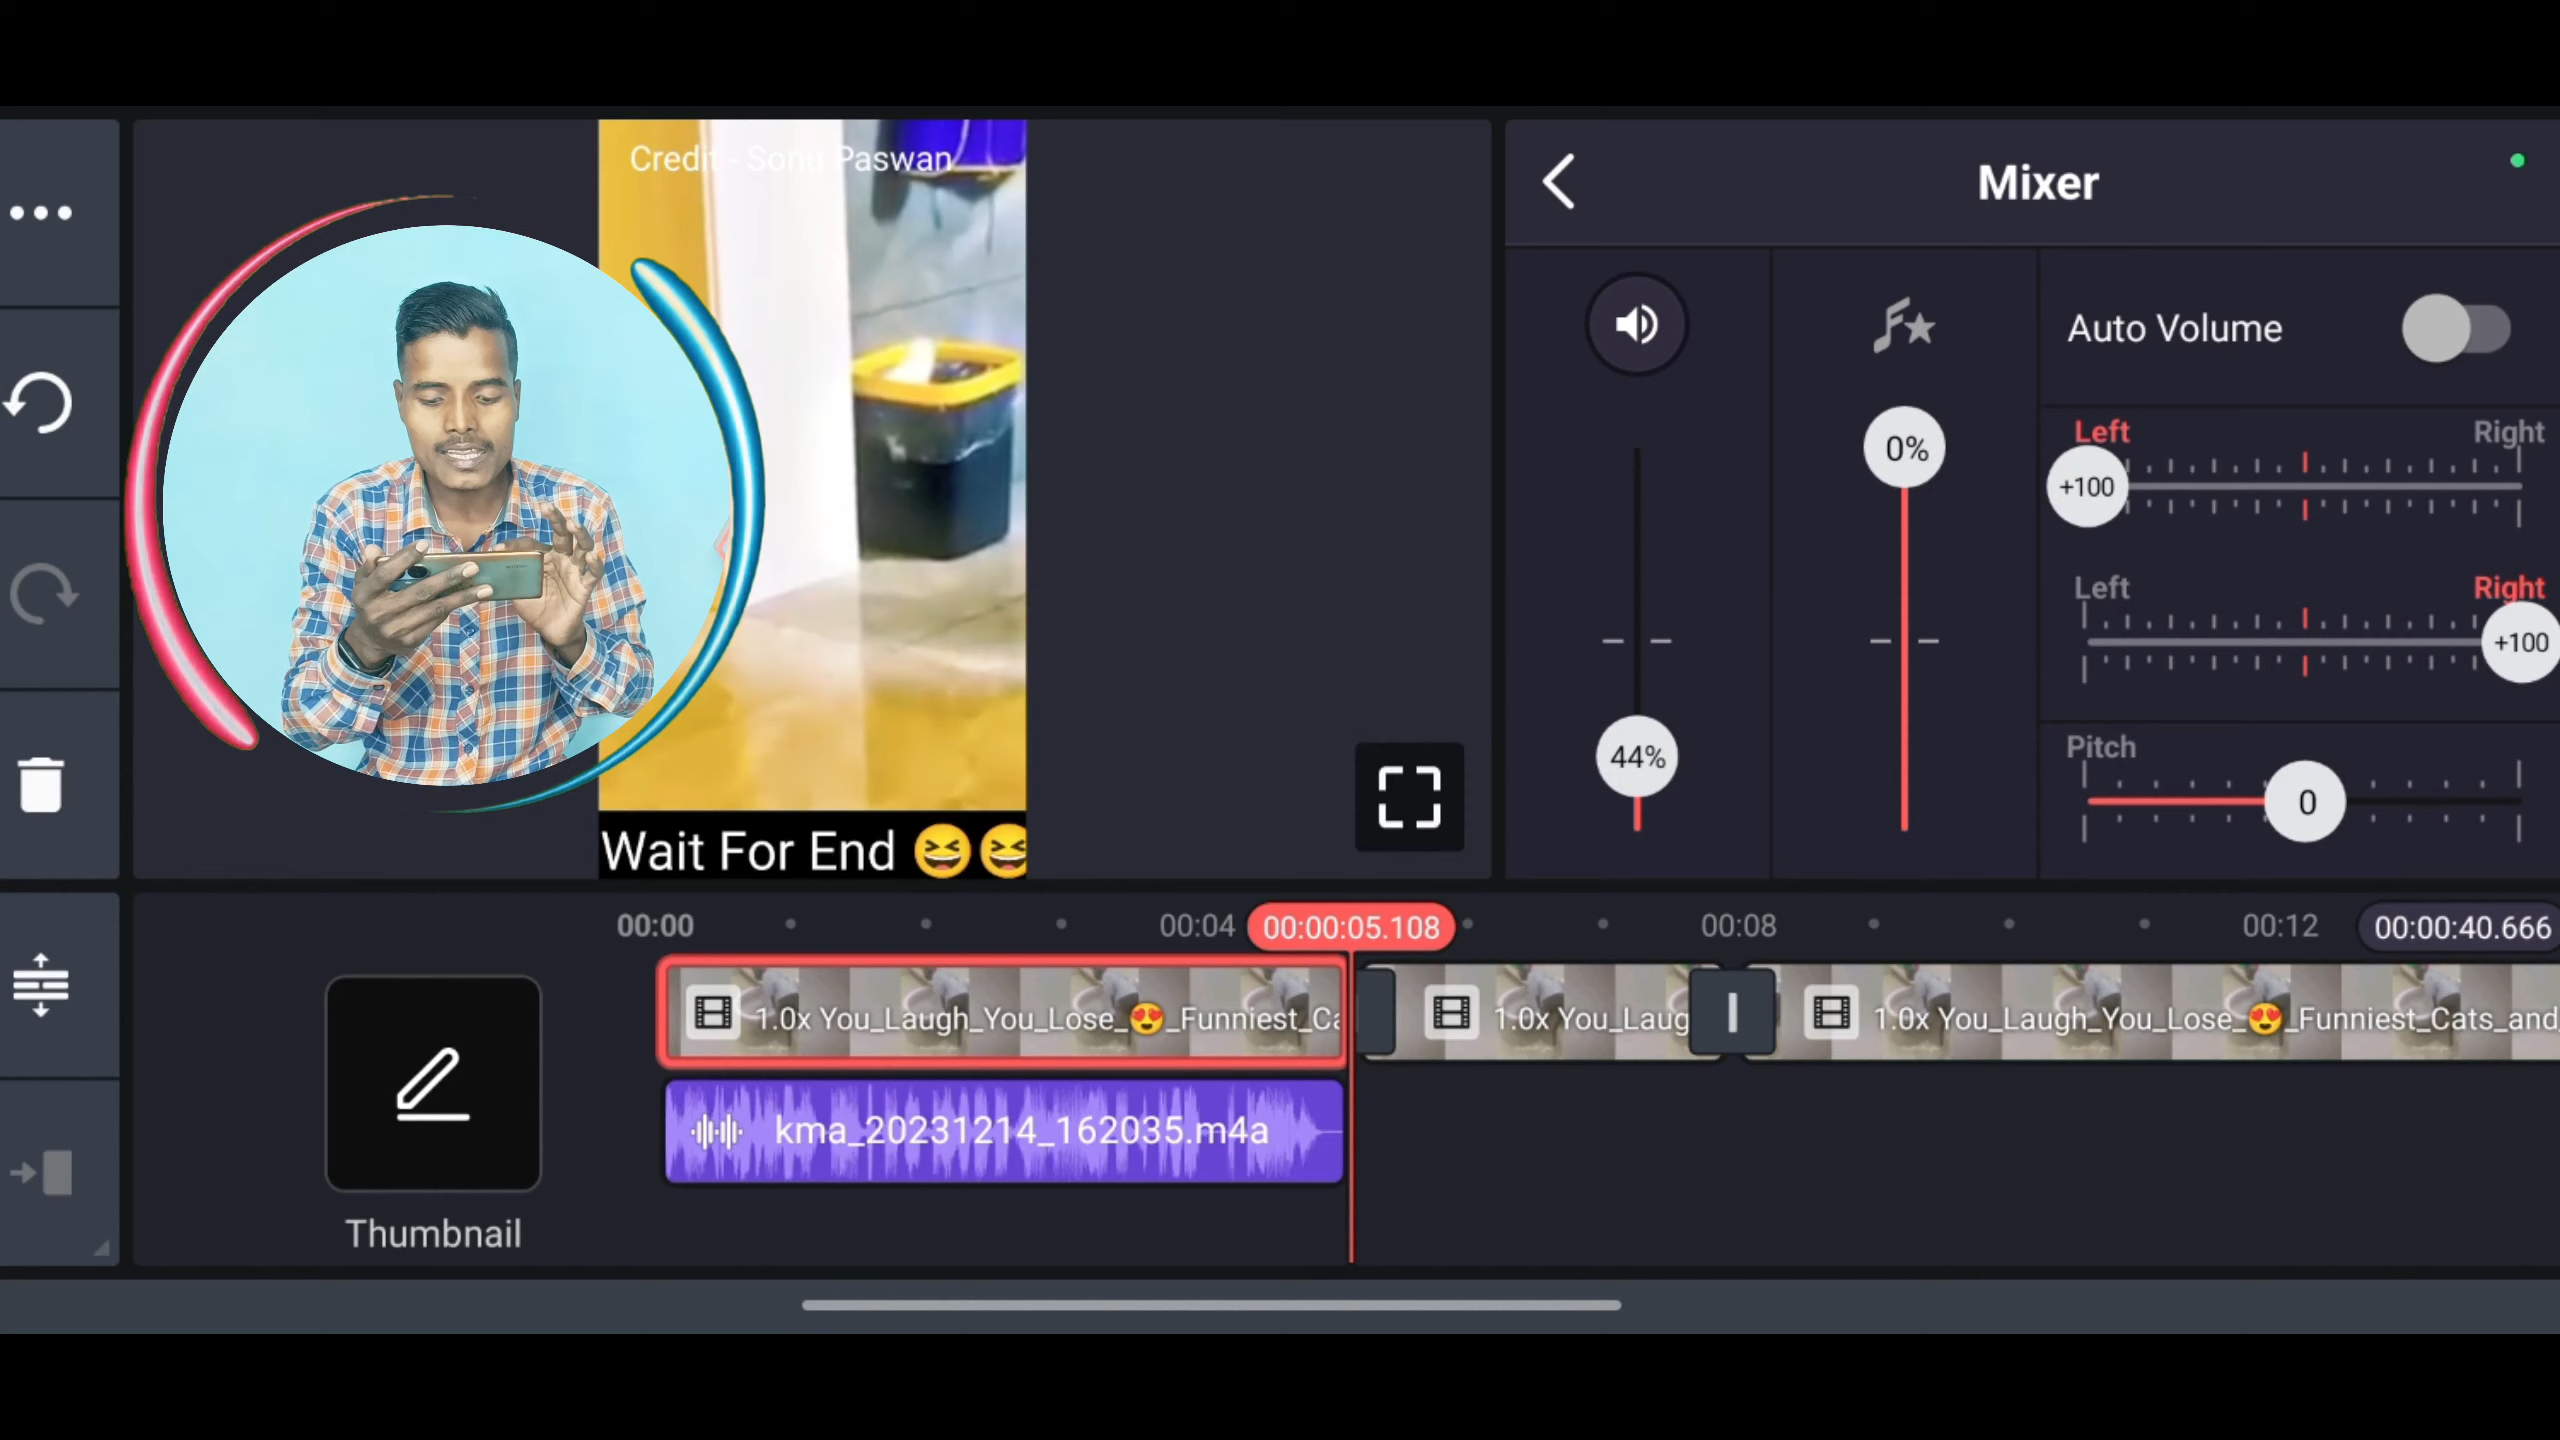 Credit - Sonu Paswan
Wait For End 😆😆
Mixer
Auto Volume
0%
44%
Left Right
+100
Left Right
+100
Pitch
0
00:00 00:04 00:00:05.108 00:08 00:12 00:00:40.666
1.0x You_Laugh_You_Lose_😍_Funniest_Ca
1.0x You_Laug
1.0x You_Laugh_You_Lose_😍_Funniest_Cats_and_
kma_20231214_162035.m4a
Thumbnail